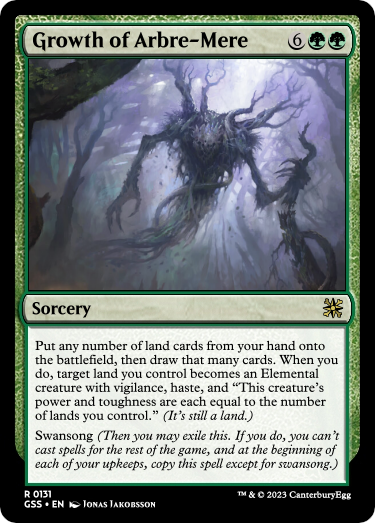 Growth of Arbre-Mere 6
Sorcery
Put any number of land cards from your hand onto
the battlefield, then draw that many cards. When you
do, target land you control becomes an Elemental
creature with vigilance, haste, and “This creature’s
power and toughness are each equal to the number
of lands you control.” (It’s still a land.)
Swansong (Then you may exile this. If you do, you can’t
cast spells for the rest of the game, and at the beginning
of each of your upkeeps, copy this spell except for swansong.)
R 0131
GSS • EN Jonas Jakobsson
™ & © 2023 CanterburyEgg